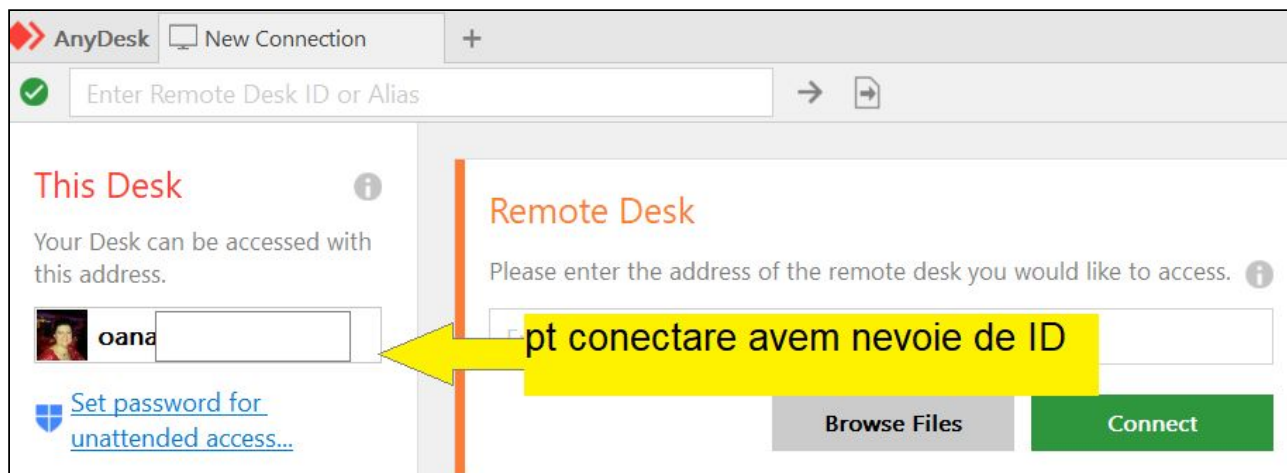 AnyDesk New Connection +
Enter Remote Desk ID or Alias
This Desk
Your Desk can be accessed with
this address.
oana
Set password for
unattended access...
Remote Desk
Please enter the address of the remote desk you would like to access.
pt conectare avem nevoie de ID
Browse Files Connect